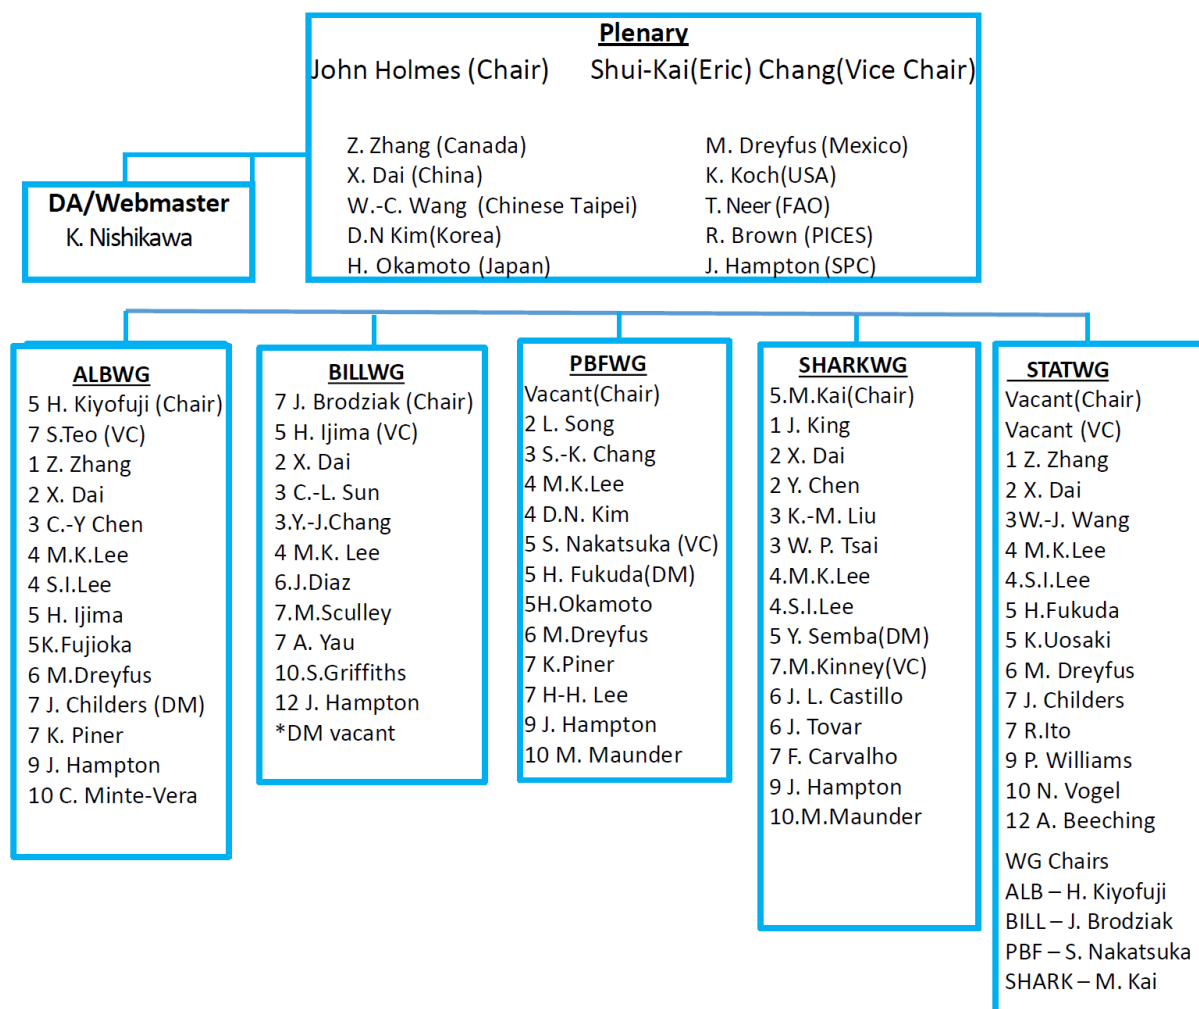 Plenary
John Holmes (Chair) Shui-Kai(Eric) Chang(Vice Chair)
Z. Zhang (Canada)
X. Dai (China)
W.-C. Wang (Chinese Taipei)
D.N Kim(Korea)
H. Okamoto (Japan)
M. Dreyfus (Mexico)
K. Koch(USA)
T. Neer (FAO)
R. Brown (PICES)
J. Hampton (SPC)
DA/Webmaster
K. Nishikawa
ALBWG
5 H. Kiyofuji (Chair)
7 S.Teo (VC)
1 Z. Zhang
2 X. Dai
3 C.-Y Chen
4 M.K.Lee
4 S.I.Lee
5 H. Ijima
5K.Fujioka
6 M.Dreyfus
7 J. Childers (DM)
7 K. Piner
9 J. Hampton
10 C. Minte-Vera
BILLWG
7 J. Brodziak (Chair)
5 H. Ijima (VC)
2 X. Dai
3 C.-L. Sun
3.Y.-J.Chang
4 M.K. Lee
6.J.Diaz
7.M.Sculley
7 A. Yau
10.S.Griffiths
12 J. Hampton
*DM vacant
PBFWG
Vacant(Chair)
2 L. Song
3 S.-K. Chang
4 M.K.Lee
4 D.N. Kim
5 S. Nakatsuka (VC)
5 H. Fukuda(DM)
5H.Okamoto
6 M.Dreyfus
7 K.Piner
7 H-H. Lee
9 J. Hampton
10 M. Maunder
SHARKWG
5.M.Kai(Chair)
1 J. King
2 X. Dai
2 Y. Chen
3 K.-M. Liu
3 W. P. Tsai
4.M.K.Lee
4.S.I.Lee
5 Y. Semba(DM)
7.M.Kinney(VC)
6 J. L. Castillo
6 J. Tovar
7 F. Carvalho
9 J. Hampton
10.M.Maunder
STATWG
Vacant(Chair)
Vacant (VC)
1 Z. Zhang
2 X. Dai
3W.-J. Wang
4 M.K.Lee
4.S.I.Lee
5 H.Fukuda
5 K.Uosaki
6 M. Dreyfus
7 J. Childers
7 R.Ito
9 P. Williams
10 N. Vogel
12 A. Beeching
WG Chairs
ALB – H. Kiyofuji
BILL – J. Brodziak
PBF – S. Nakatsuka
SHARK – M. Kai